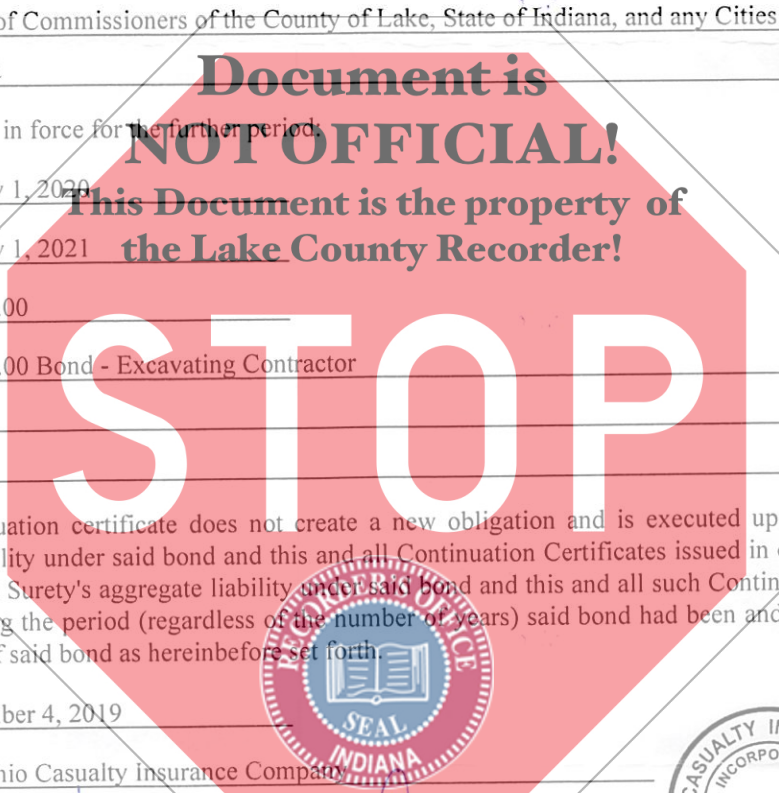 of Commissioners of the County of Lake, State of Indiana, and any Cities
Document is
in force for the further period:
NOT OFFICIAL!
1, 2020
This Document is the property of
1, 2021
the Lake County Recorder!
.00
STOP
.00 Bond - Excavating Contractor
uation certificate does not create a new obligation and is executed up
lity under said bond and this and all Continuation Certificates issued in
Surety's aggregate liability under said bond and this and all such Contin
g the period (regardless of the number of years) said bond had been and
f said bond as hereinbefore set forth.
RECORDER'S OFFICE
SEAL
INDIANA
ber 4, 2019
CASUALTY IN
INCORPO
hio Casualty Insurance Company